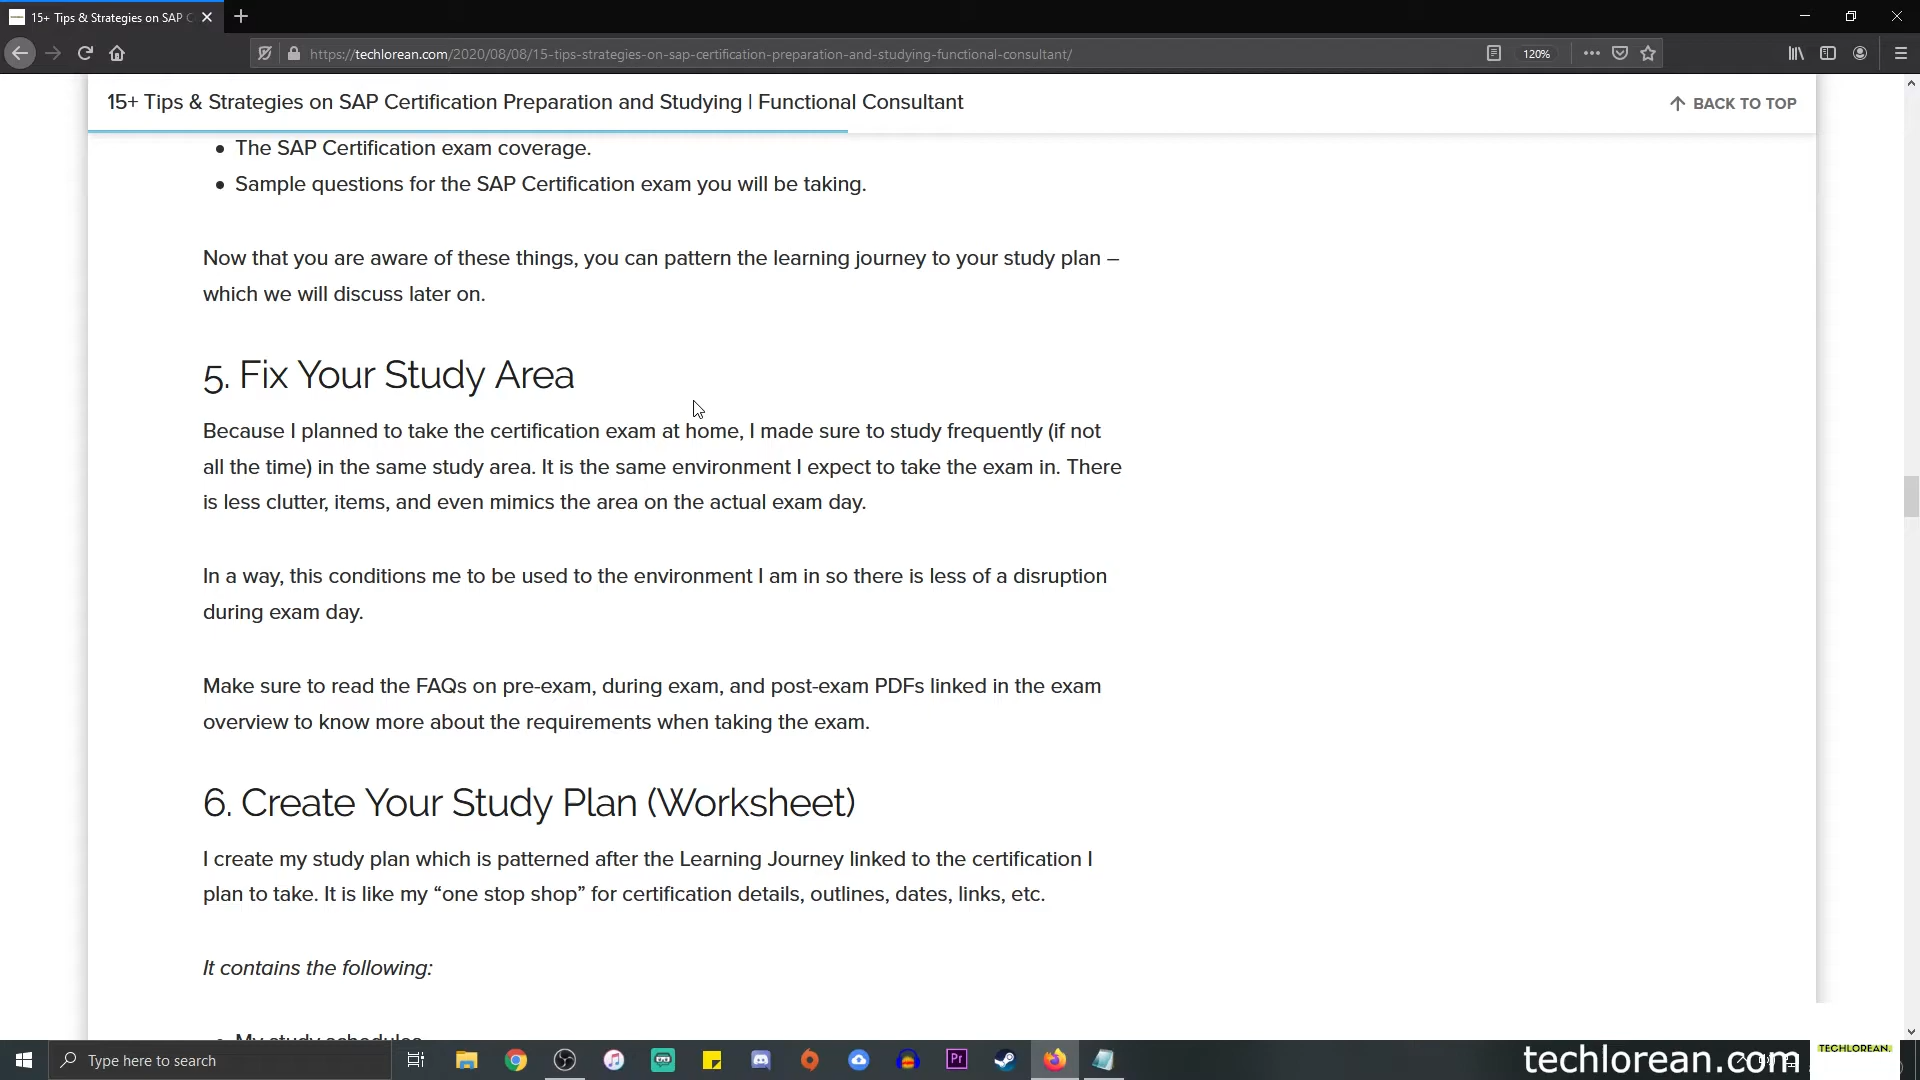 15+ Tips & Strategies on SAP C
https://techlorean.com/2020/08/08/15-tips-strategies-on-sap-certification-preparation-and-studying-functional-consultant/
120%
15+ Tips & Strategies on SAP Certification Preparation and Studying | Functional Consultant
BACK TO TOP
The SAP Certification exam coverage.
Sample questions for the SAP Certification exam you will be taking.
Now that you are aware of these things, you can pattern the learning journey to your study plan –
which we will discuss later on.
5. Fix Your Study Area
Because I planned to take the certification exam at home, I made sure to study frequently (if not
all the time) in the same study area. It is the same environment I expect to take the exam in. There
is less clutter, items, and even mimics the area on the actual exam day.
In a way, this conditions me to be used to the environment I am in so there is less of a disruption
during exam day.
Make sure to read the FAQs on pre-exam, during exam, and post-exam PDFs linked in the exam
overview to know more about the requirements when taking the exam.
6. Create Your Study Plan (Worksheet)
I create my study plan which is patterned after the Learning Journey linked to the certification I
plan to take. It is like my “one stop shop” for certification details, outlines, dates, links, etc.
It contains the following:
My study schedules
Type here to search
Pr
techlorean.com
TECHLOREAN.